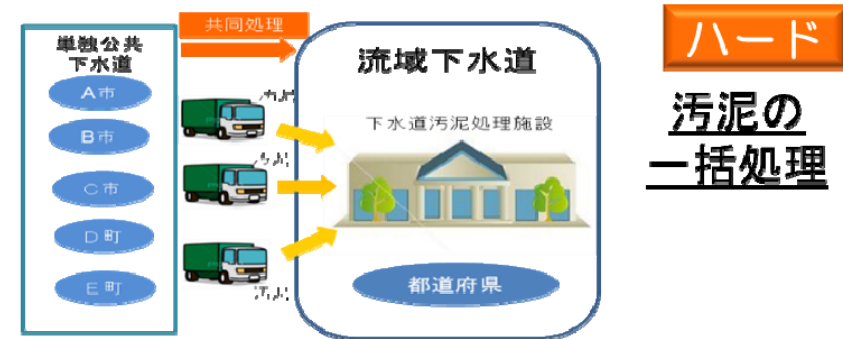 共同処理
単独公共
下水道
A市
B市
C市
D町
E町
流域下水道
下水道汚泥処理施設
都道府県
ハード
汚泥の
一括処理